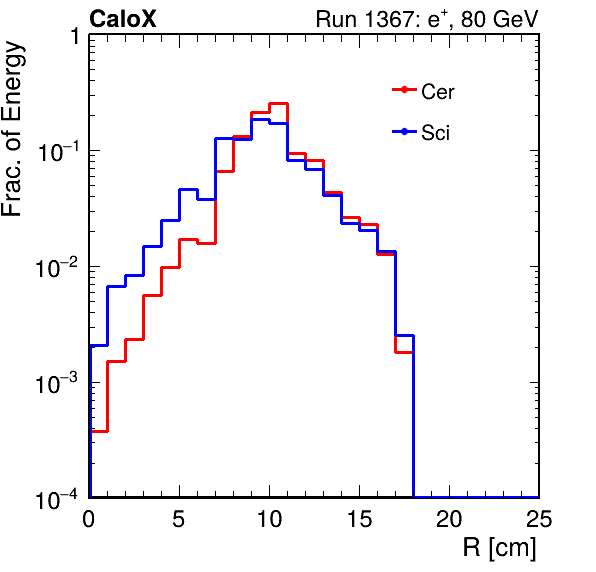 CaloX Run 1367: e⁺, 80 GeV
Frac. of Energy
1
10⁻¹
10⁻²
10⁻³
10⁻⁴
Cer
Sci
0 5 10 15 20 25
R [cm]